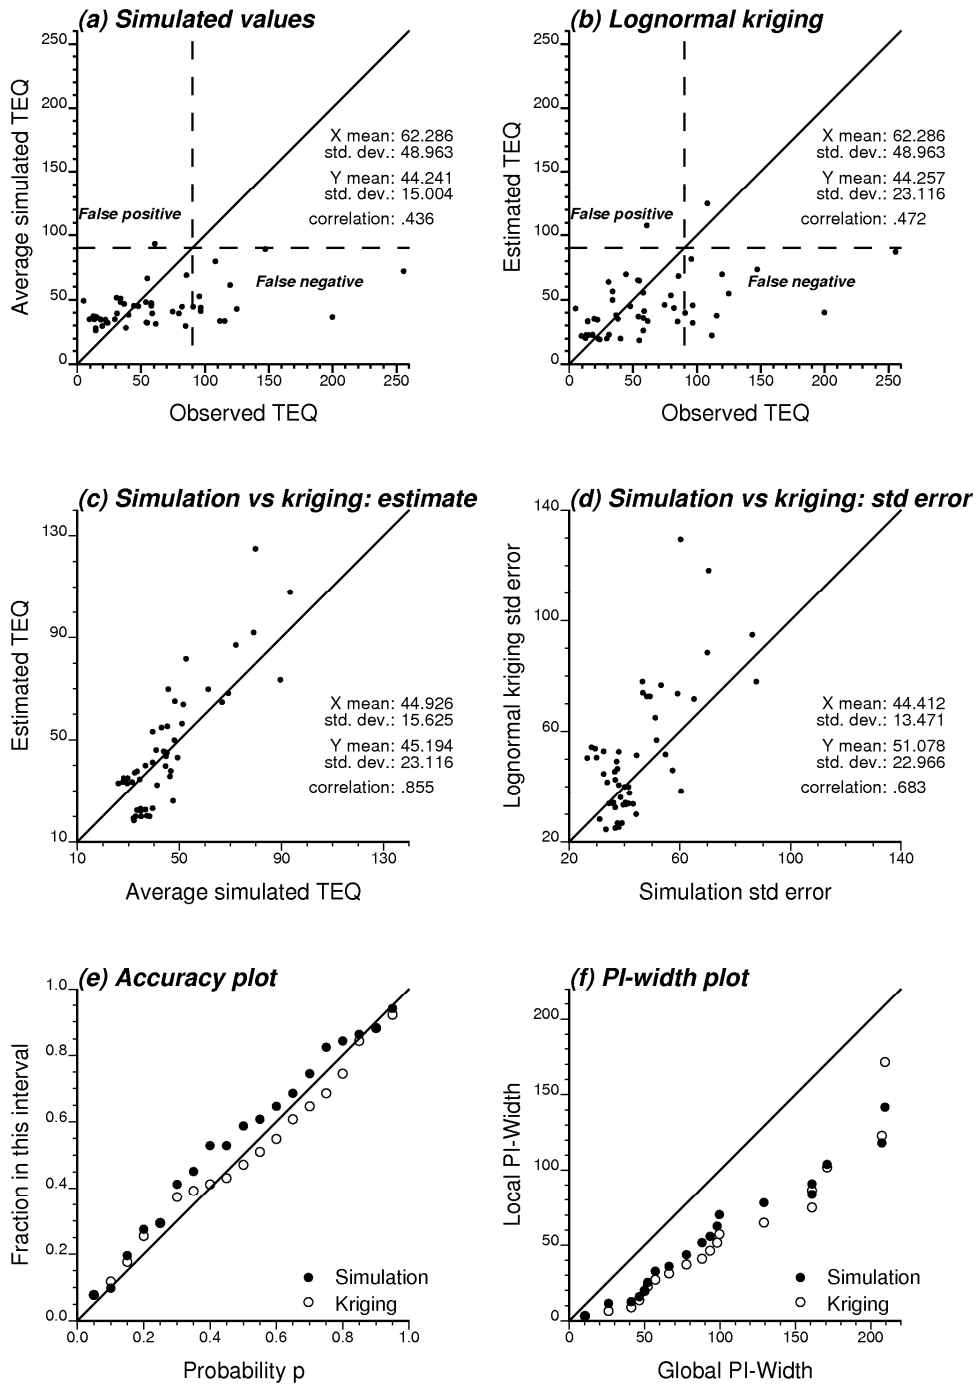 (a) Simulated values
Average simulated TEQ
250
200
150
100
50
0
X mean: 62.286
std. dev.: 48.963
Y mean: 44.241
std. dev.: 15.004
correlation: .436
False positive
False negative
0 50 100 150 200 250
Observed TEQ
(b) Lognormal kriging
Estimated TEQ
250
200
150
100
50
0
X mean: 62.286
std. dev.: 48.963
Y mean: 44.257
std. dev.: 23.116
correlation: .472
False positive
False negative
0 50 100 150 200 250
Observed TEQ
(c) Simulation vs kriging: estimate
Estimated TEQ
130
90
50
10
X mean: 44.926
std. dev.: 15.625
Y mean: 45.194
std. dev.: 23.116
correlation: .855
10 50 90 130
Average simulated TEQ
(d) Simulation vs kriging: std error
Lognormal kriging std error
140
100
60
20
X mean: 44.412
std. dev.: 13.471
Y mean: 51.078
std. dev.: 22.966
correlation: .683
20 60 100 140
Simulation std error
(e) Accuracy plot
Fraction in this interval
1.0
0.8
0.6
0.4
0.2
0.0
Simulation
Kriging
0.0 0.2 0.4 0.6 0.8 1.0
Probability p
(f) PI-width plot
Local PI-Width
200
150
100
50
0
Simulation
Kriging
0 50 100 150 200
Global PI-Width